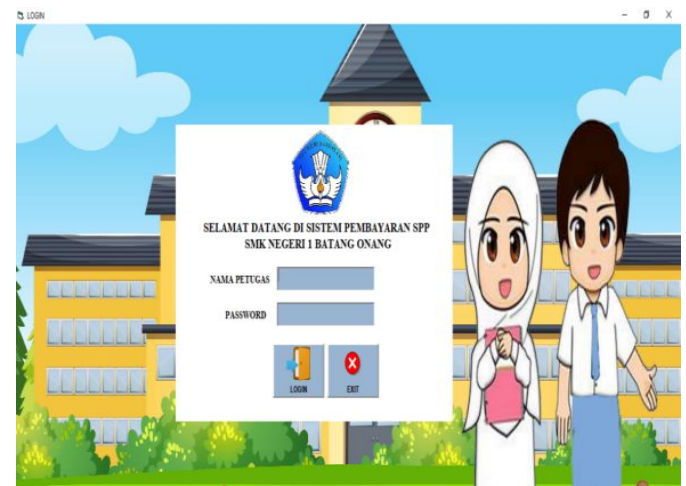 LOGIN
SELAMAT DATANG DI SISTEM PEMBAYARAN SPP
SMK NEGERI 1 BATANG ONANG
NAMA PETUGAS
PASSWORD
LOGIN
EXIT